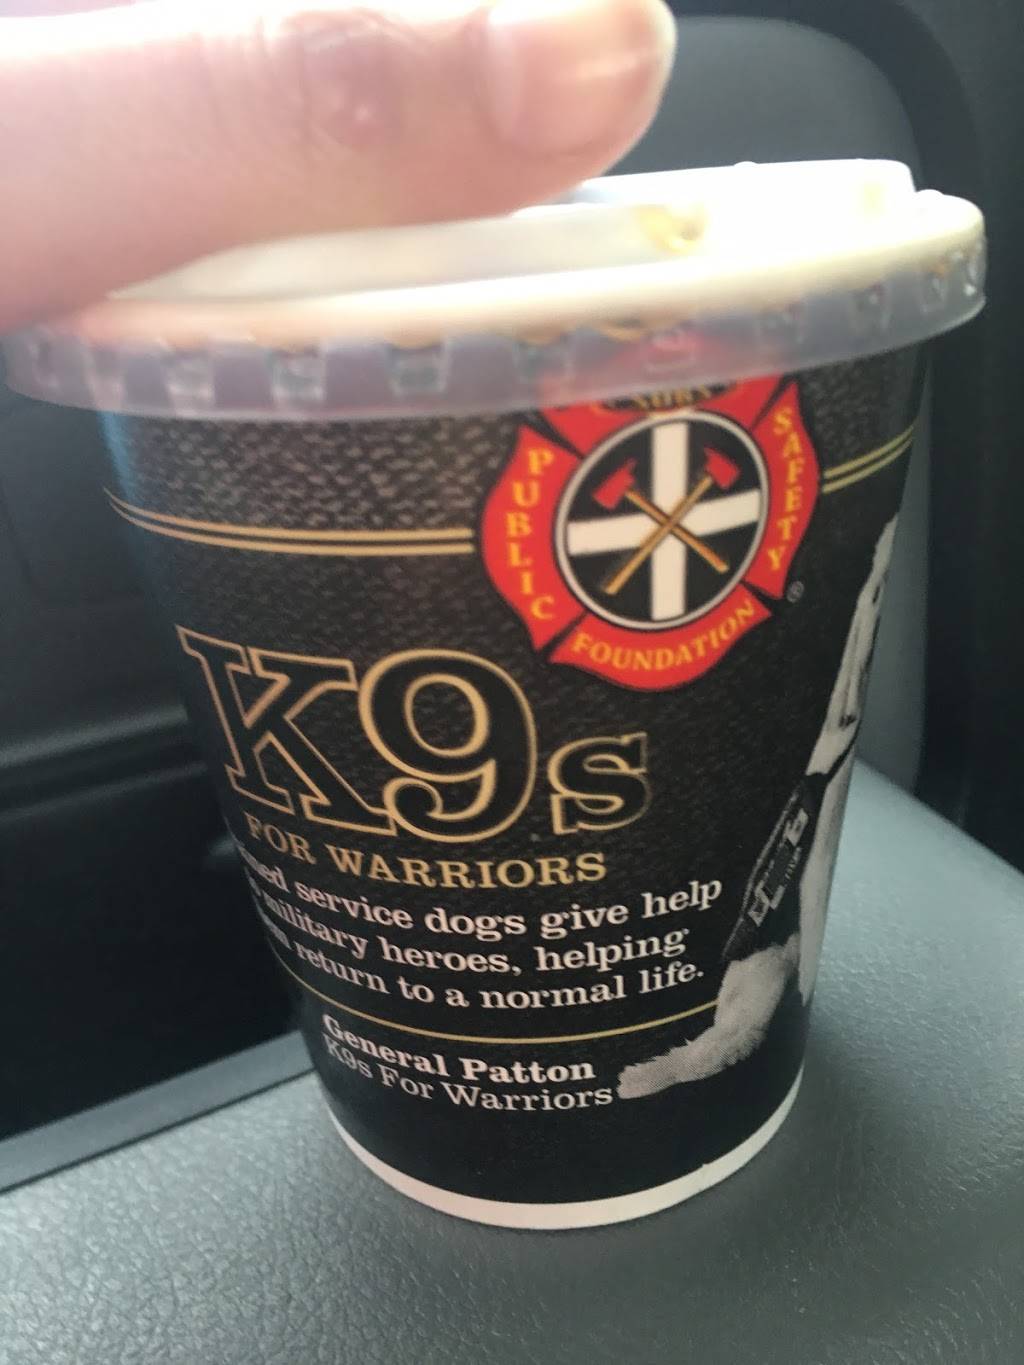 PUBLIC
SAFETY
FOUNDATION
®
K9s
FOR WARRIORS
service dogs give help
military heroes, helping
return to a normal life.
General Patton
K9s For Warriors